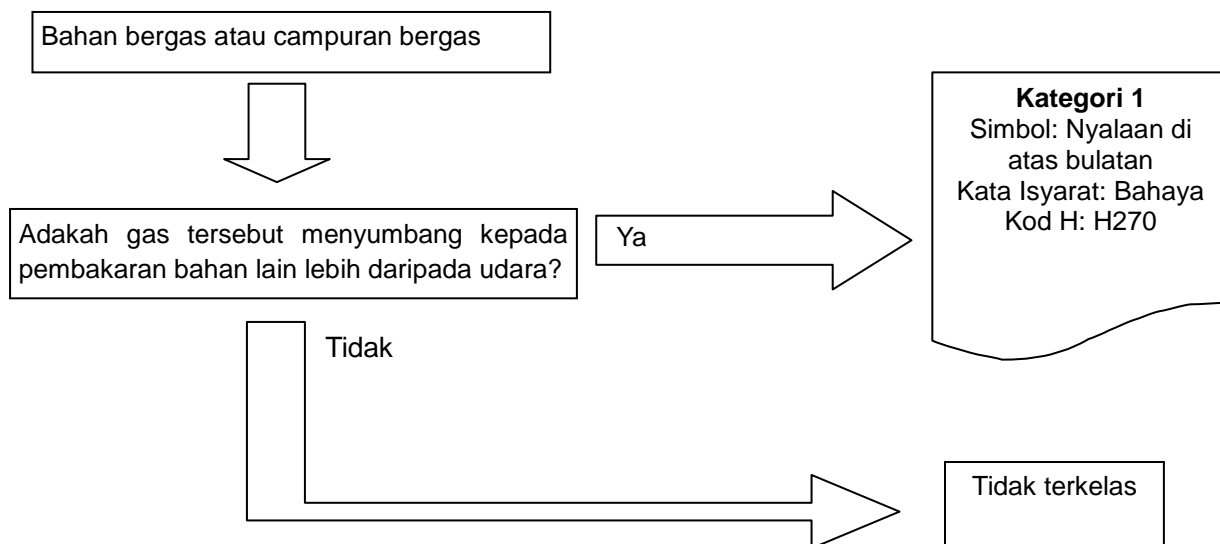 Bahan bergas atau campuran bergas
Adakah gas tersebut menyumbang kepada
pembakaran bahan lain lebih daripada udara?
Ya
Kategori 1
Simbol: Nyalaan di
atas bulatan
Kata Isyarat: Bahaya
Kod H: H270
Tidak
Tidak terkelas